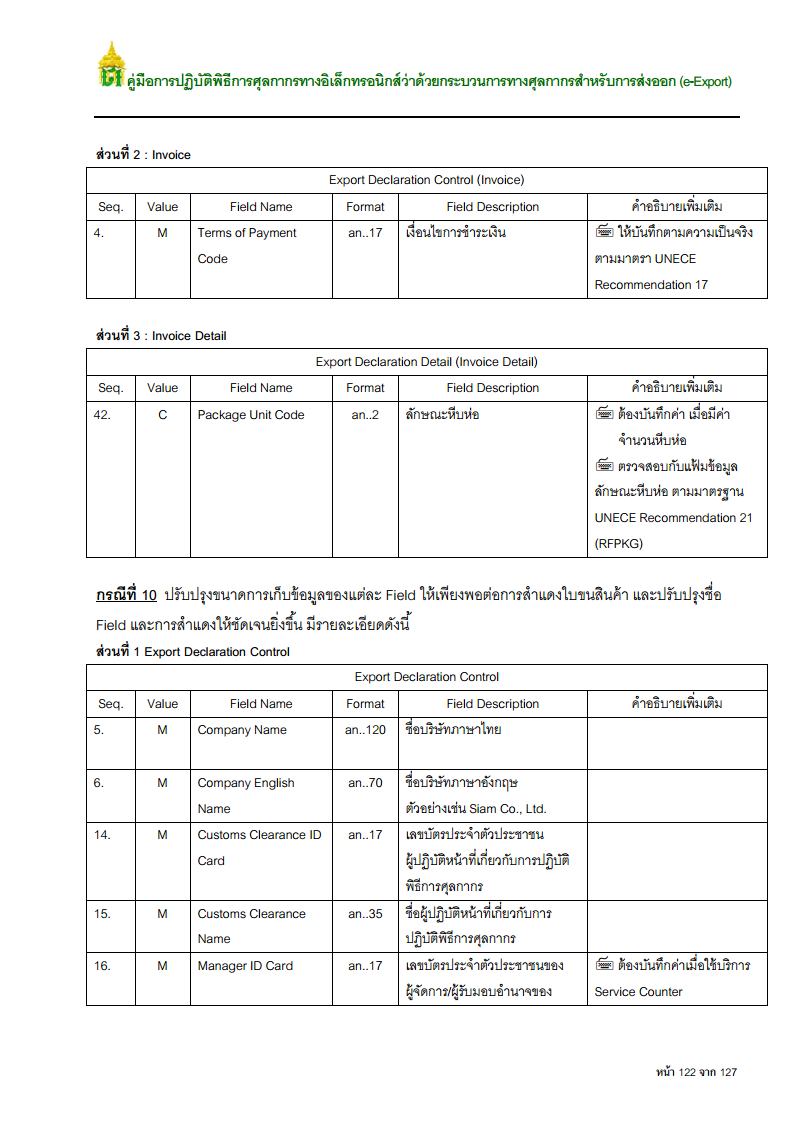 คู่มือการปฏิบัติพิธีการศุลกากรทางอิเล็กทรอนิกส์ว่าด้วยกระบวนการทางศุลกากรสำหรับการส่งออก (e-Export)
ส่วนที่ 2 : Invoice
Export Declaration Control (Invoice)
Seq. Value Field Name Format Field Description คำอธิบายเพิ่มเติม
4. M Terms of Payment an..17 เงื่อนไขการชำระเงิน ให้บันทึกตามความเป็นจริง
Code ตามมาตรา UNECE
Recommendation 17
ส่วนที่ 3 : Invoice Detail
Export Declaration Detail (Invoice Detail)
Seq. Value Field Name Format Field Description คำอธิบายเพิ่มเติม
42. C Package Unit Code an..2 ลักษณะหีบห่อ ต้องบันทึกค่า เมื่อมีค่า
จำนวนหีบห่อ
ตรวจสอบกับแฟ้มข้อมูล
ลักษณะหีบห่อ ตามมาตรฐาน
UNECE Recommendation 21
(RFPKG)
กรณีที่ 10 ปรับปรุงขนาดการเก็บข้อมูลของแต่ละ Field ให้เพียงพอต่อการสำแดงใบขนสินค้า และปรับปรุงชื่อ
Field และการสำแดงให้ชัดเจนยิ่งขึ้น มีรายละเอียดดังนี้
ส่วนที่ 1 Export Declaration Control
Export Declaration Control
Seq. Value Field Name Format Field Description คำอธิบายเพิ่มเติม
5. M Company Name an..120 ชื่อบริษัทภาษาไทย
6. M Company English an..70 ชื่อบริษัทภาษาอังกฤษ
Name ตัวอย่างเช่น Siam Co., Ltd.
14. M Customs Clearance ID an..17 เลขบัตรประจำตัวประชาชน
Card ผู้ปฏิบัติหน้าที่เกี่ยวกับการปฏิบัติ
พิธีการศุลกากร
15. M Customs Clearance an..35 ชื่อผู้ปฏิบัติหน้าที่เกี่ยวกับการ
Name ปฏิบัติพิธีการศุลกากร
16. M Manager ID Card an..17 เลขบัตรประจำตัวประชาชนของ ต้องบันทึกค่าเมื่อใช้บริการ
ผู้จัดการ/ผู้รับมอบอำนาจของ Service Counter
หน้า 122 จาก 127